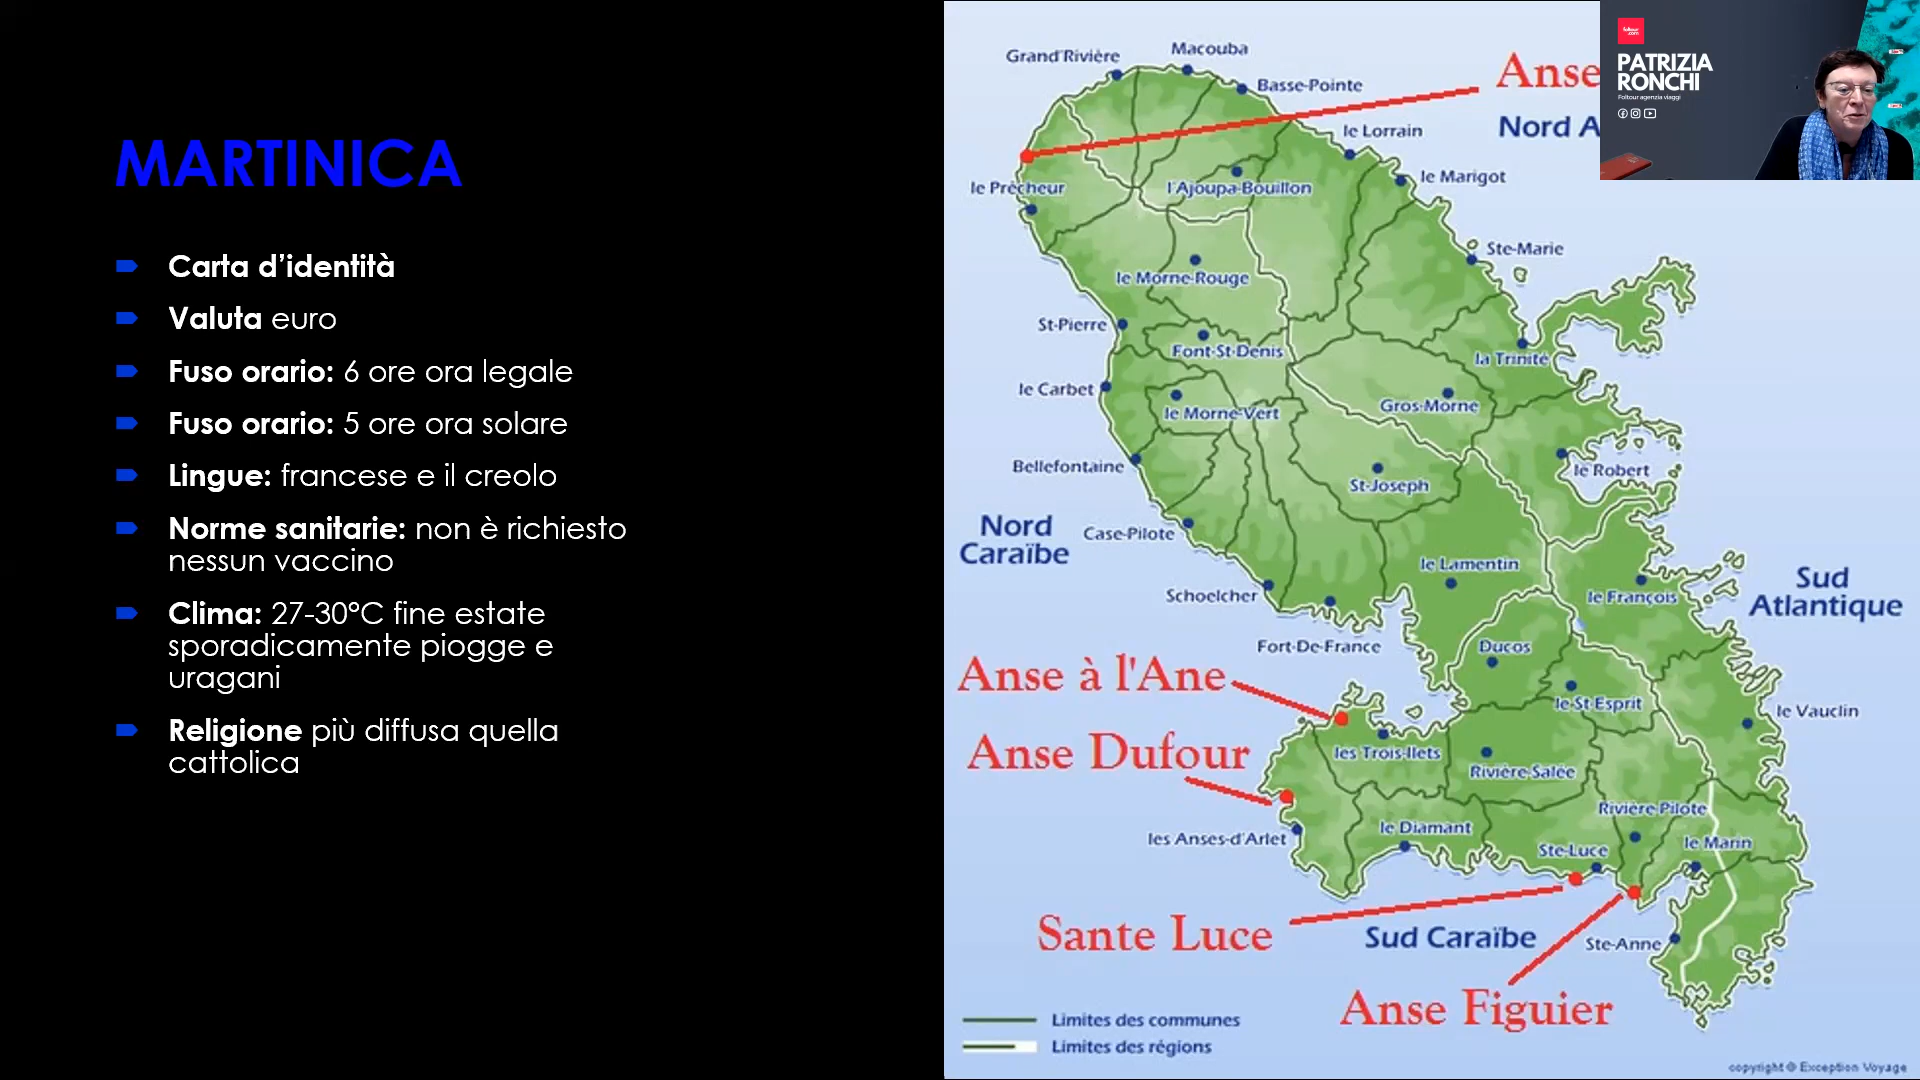 MARTINICA
Carta d'identità
Valuta euro
Fuso orario: 6 ore ora legale
Fuso orario: 5 ore ora solare
Lingue: francese e il creolo
Norme sanitarie: non è richiesto
nessun vaccino
Clima: 27-30°C fine estate
sporadicamente piogge e
uragani
Religione più diffusa quella
cattolica
Grand'Rivière
Macouba
Basse-Pointe
Anse
Nord A
le Lorrain
le Prêcheur
l'Ajoupa-Bouillon
le Marigot
Ste-Marie
le Morne-Rouge
St-Pierre
Font-St-Denis
la Trinité
le Carbet
le Morne-Vert
Gros-Morne
Bellefontaine
St-Joseph
le Robert
Nord
Caraïbe
Case-Pilote
le Lamentin
Schoelcher
le François
Sud
Atlantique
Fort-De-France
Ducos
Anse à l'Ane
le St-Esprit
le Vauclin
Anse Dufour
les Trois-Ilets
Rivière-Salée
Rivière Pilote
les Anses-d'Arlet
le Diamant
Ste-Luce
le Marin
Sante Luce
Sud Caraïbe
Ste-Anne
Anse Figuier
Limites des communes
Limites des régions
copyright © Exception Voyage
PATRIZIA
RONCHI
Foltour agenzia viaggi